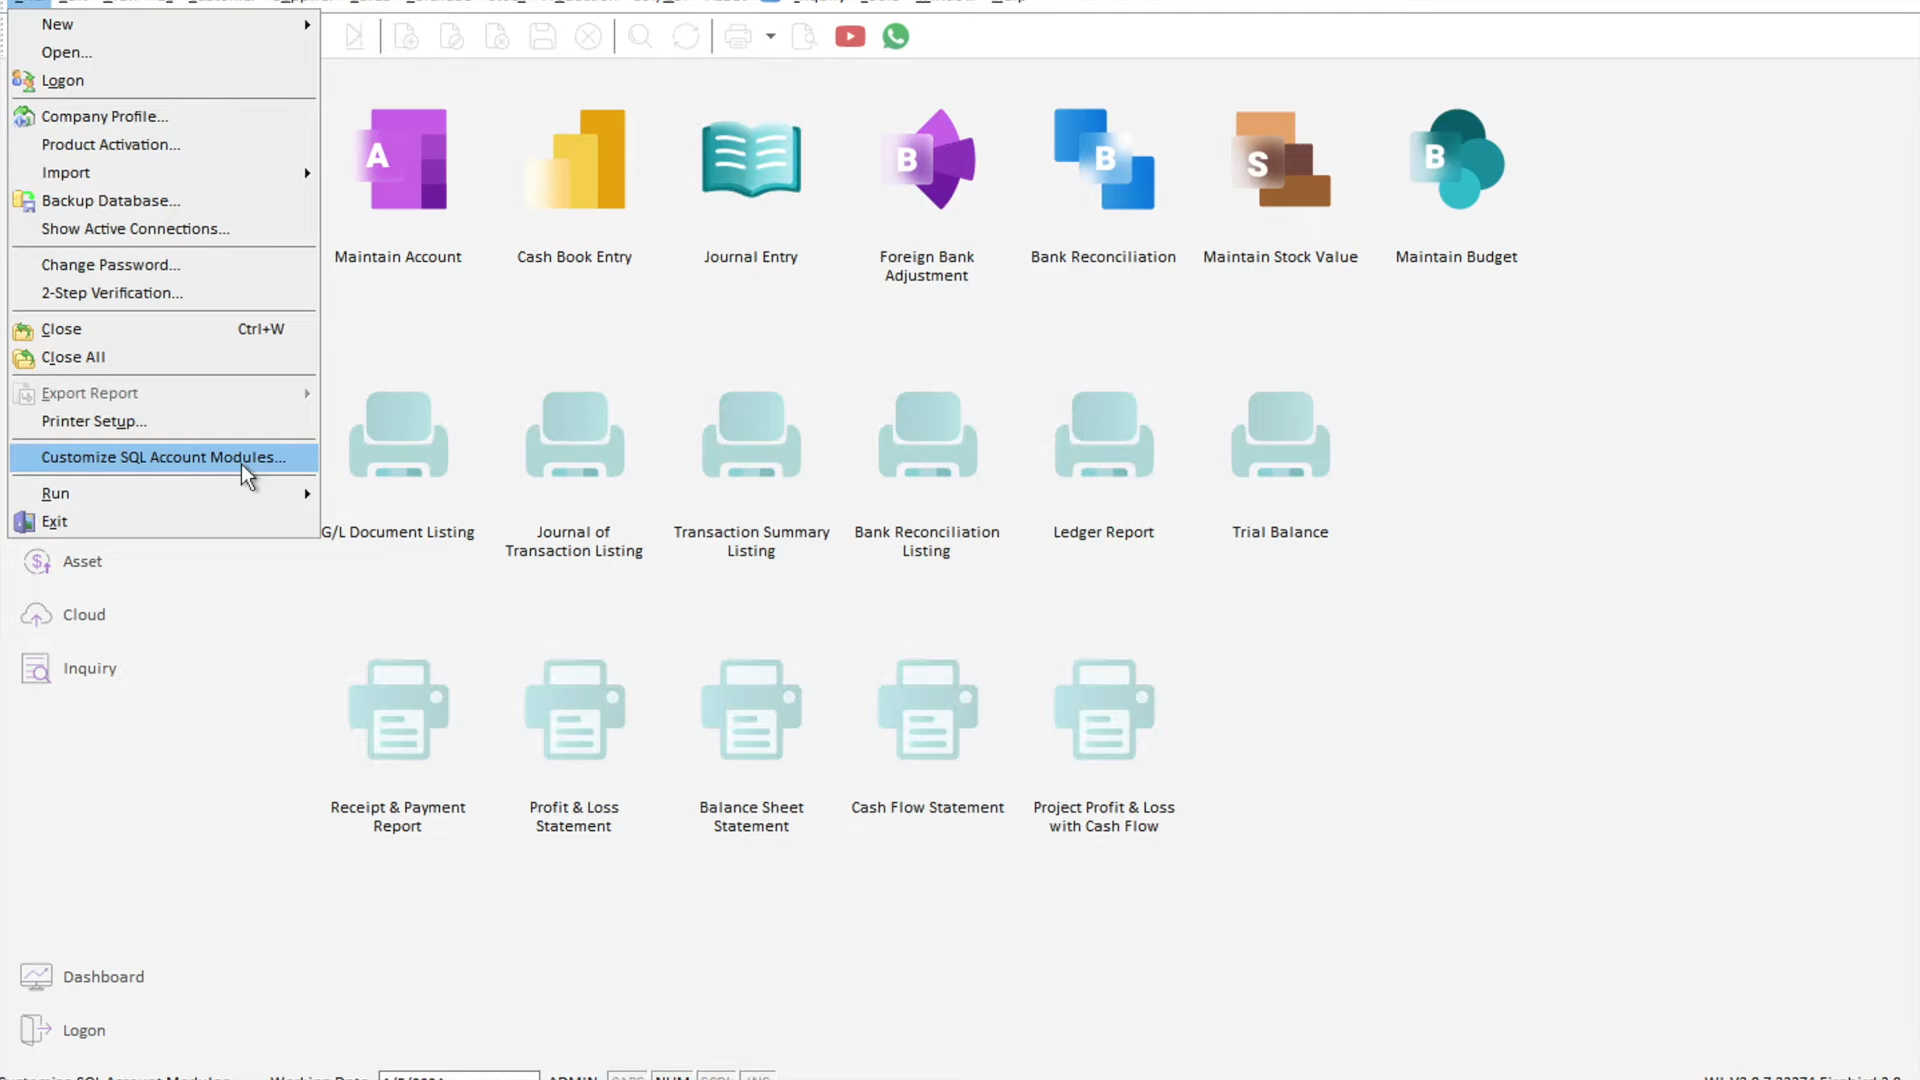 New
Open...
Logon
Company Profile...
Product Activation...
Import
Backup Database...
Show Active Connections...
Change Password...
2-Step Verification...
Close Ctrl+W
Close All
Export Report
Printer Setup...
Customize SQL Account Modules...
Run
Exit
Asset
Cloud
Inquiry
Dashboard
Logon
A
B
B
S
B
Maintain Account
Cash Book Entry
Journal Entry
Foreign Bank
Adjustment
Bank Reconciliation
Maintain Stock Value
Maintain Budget
G/L Document Listing
Journal of
Transaction Listing
Transaction Summary
Listing
Bank Reconciliation
Listing
Ledger Report
Trial Balance
Receipt & Payment
Report
Profit & Loss
Statement
Balance Sheet
Statement
Cash Flow Statement
Project Profit & Loss
with Cash Flow